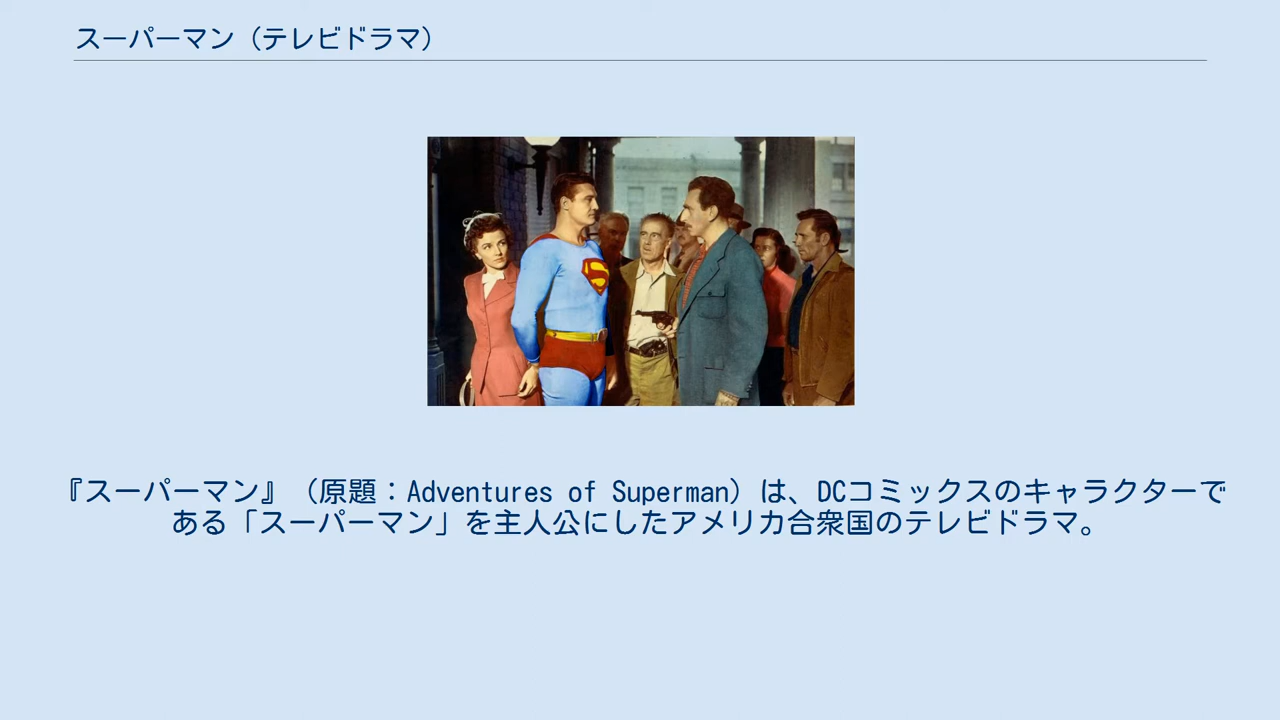 スーパーマン（テレビドラマ）
『スーパーマン』（原題：Adventures of Superman）は、DCコミックスのキャラクターで
ある「スーパーマン」を主人公にしたアメリカ合衆国のテレビドラマ。